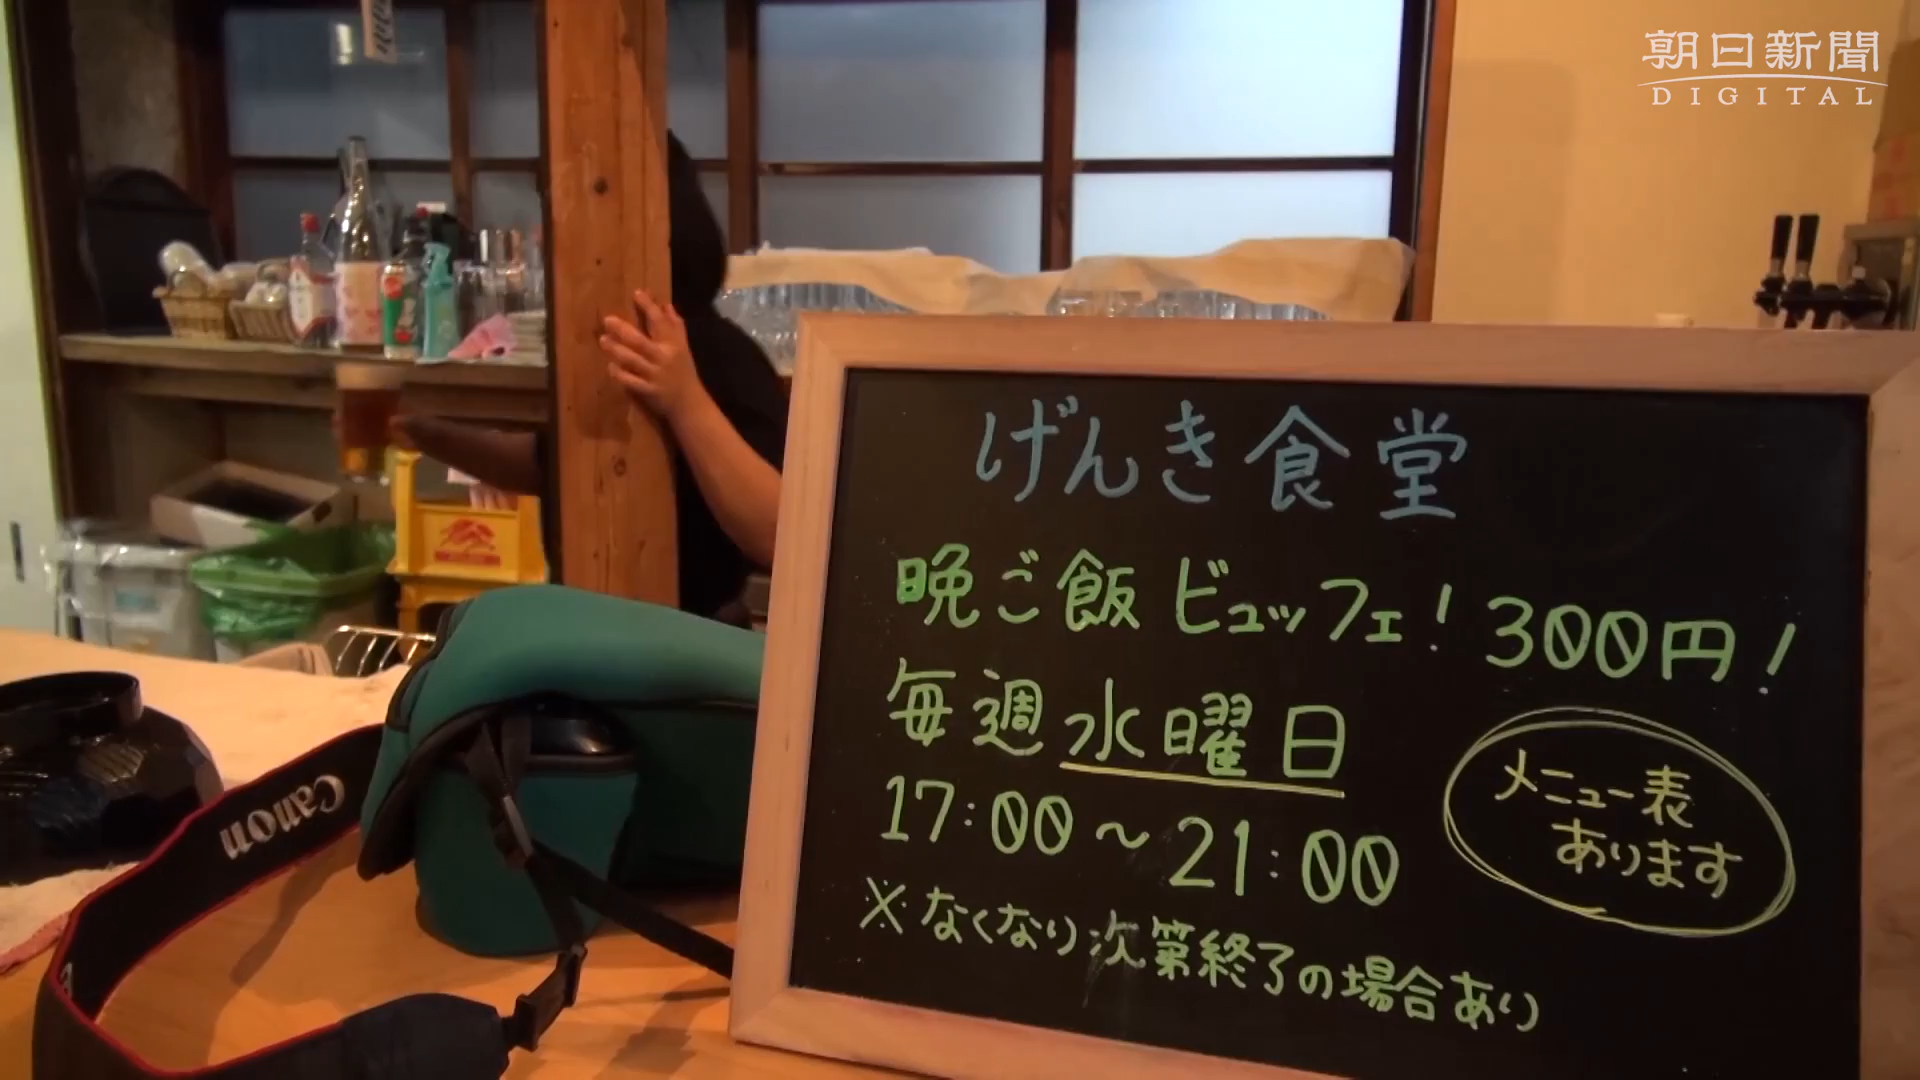 朝日新聞
DIGITAL
げんき食堂
晩ご飯 ビュッフェ！ 300円！
毎週水曜日
17:00～21:00
※なくなり次第終了の場合あり
メニュー表
あります
Canon